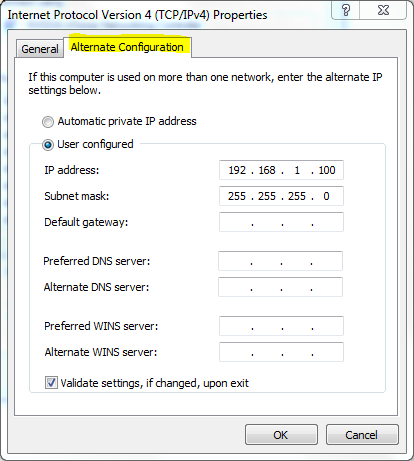 Internet Protocol Version 4 (TCP/IPv4) Properties
General Alternate Configuration
If this computer is used on more than one network, enter the alternate IP
settings below.
Automatic private IP address
User configured
IP address: 192 . 168 . 1 . 100
Subnet mask: 255 . 255 . 255 . 0
Default gateway: . . .
Preferred DNS server: . . .
Alternate DNS server: . . .
Preferred WINS server: . . .
Alternate WINS server: . . .
Validate settings, if changed, upon exit
OK Cancel